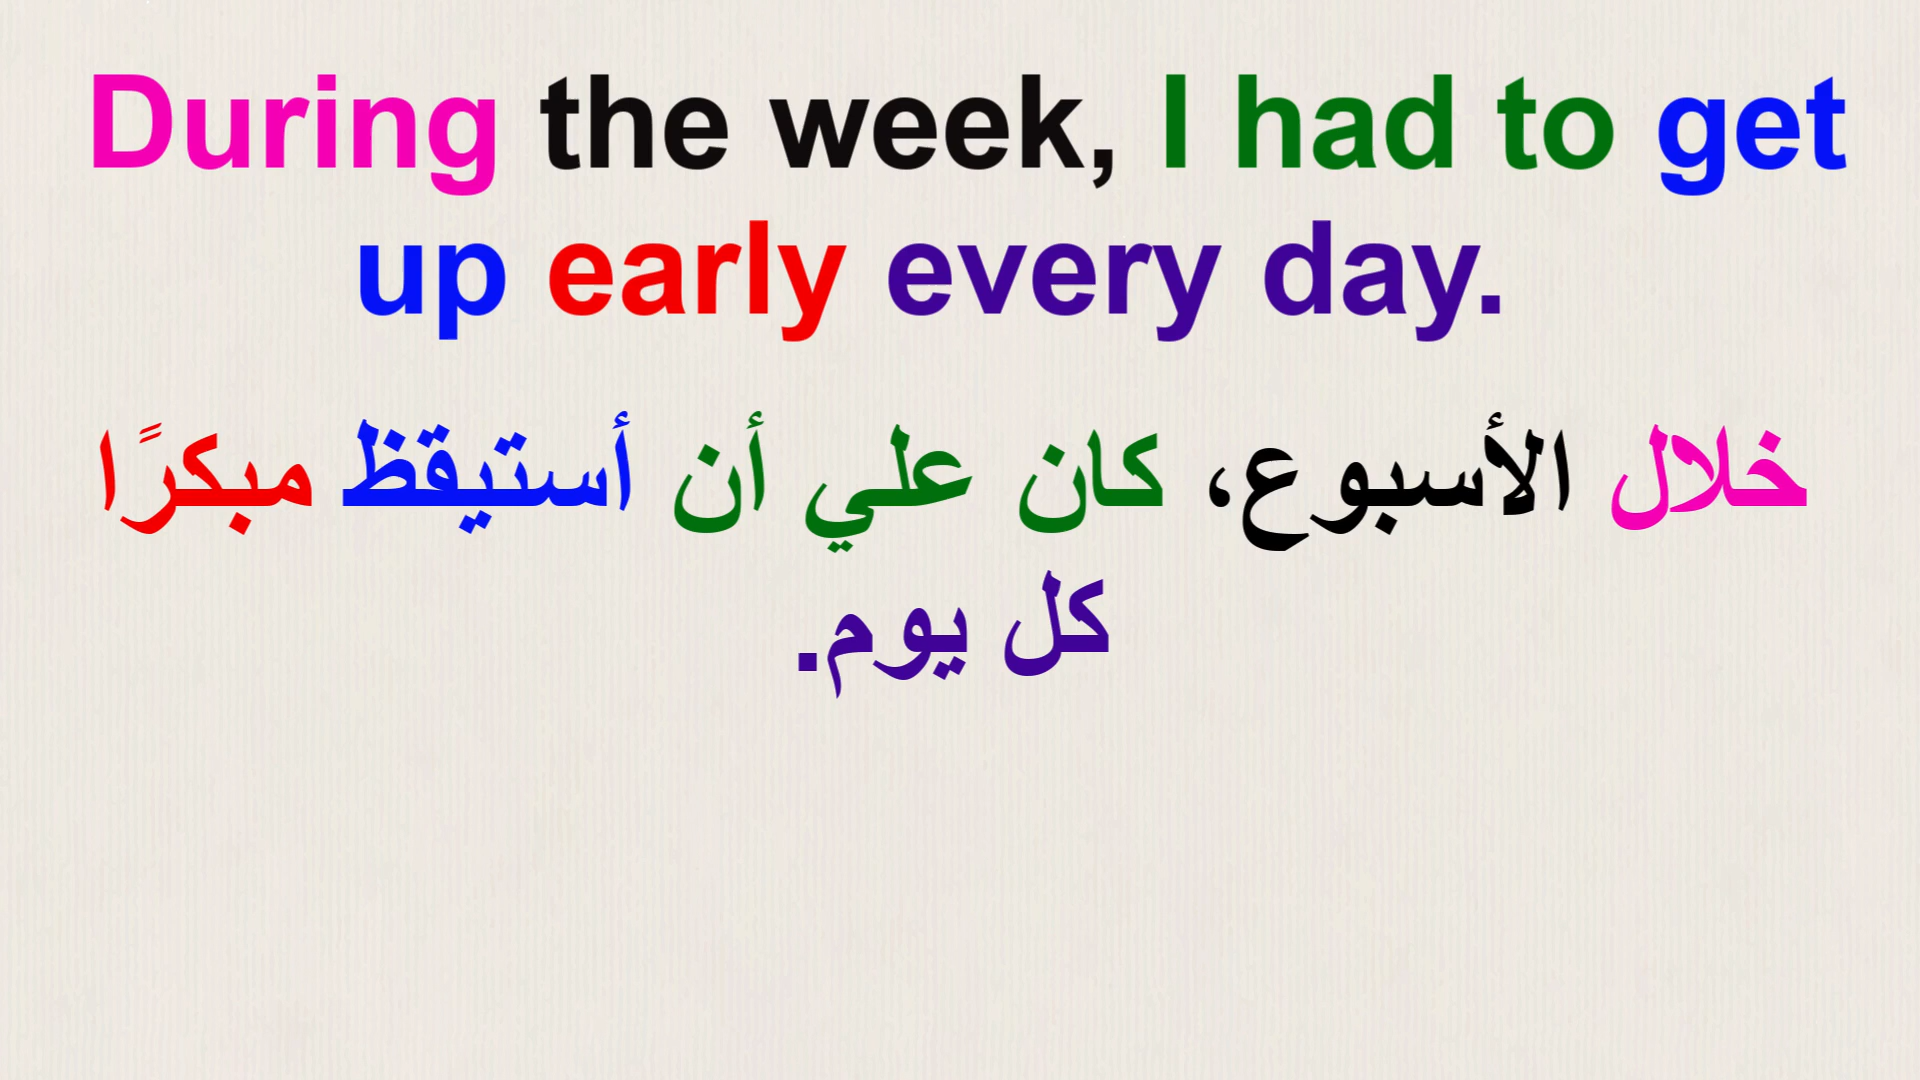 During the week, I had to get
up early every day.
خلال الأسبوع، كان علي أن أستيقظ مبكرًا
كل يوم.